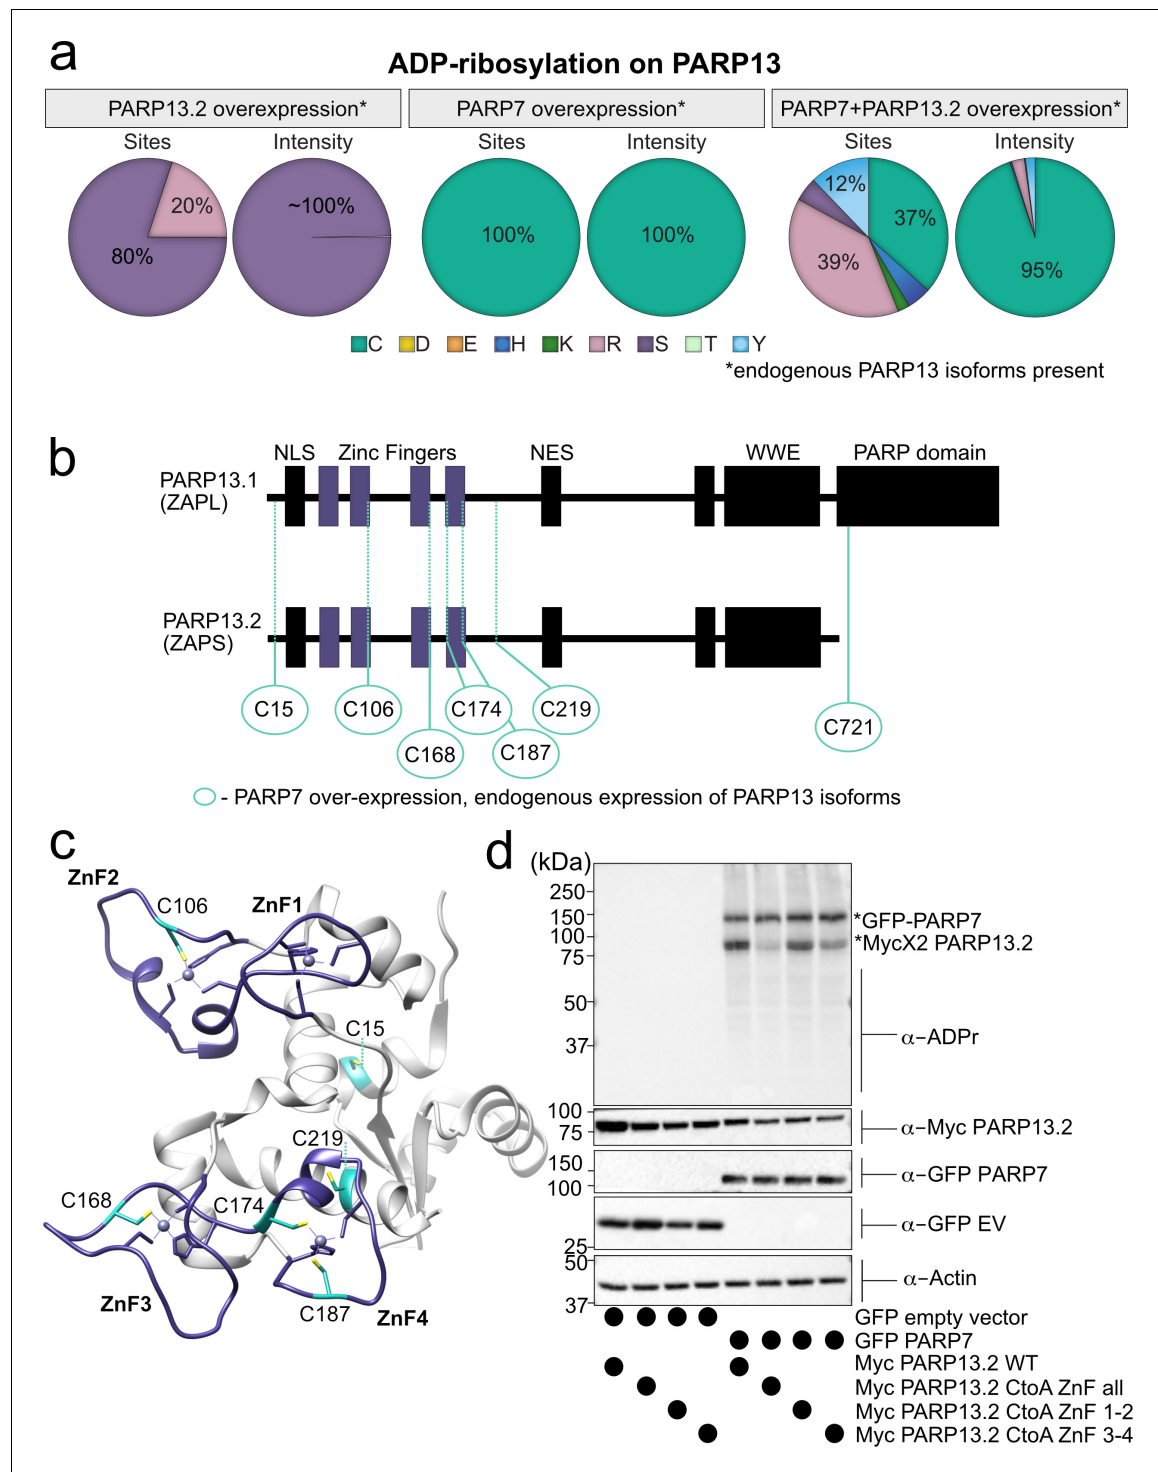 a
ADP-ribosylation on PARP13
PARP13.2 overexpression*
PARP7 overexpression*
PARP7+PARP13.2 overexpression*
Sites
Intensity
Sites
Intensity
Sites
Intensity
20%
80%
~100%
100%
100%
12%
37%
39%
95%
C D E H K R S T Y
*endogenous PARP13 isoforms present
b
NLS Zinc Fingers NES WWE PARP domain
PARP13.1
(ZAPL)
PARP13.2
(ZAPS)
C15
C106
C168
C174
C187
C219
C721
- PARP7 over-expression, endogenous expression of PARP13 isoforms
c
ZnF2
C106
ZnF1
C15
C219
C168
C174
ZnF3
C187
ZnF4
d
(kDa)
250
150
100
75
50
37
*GFP-PARP7
*MycX2 PARP13.2
α–ADPr
100
75
α–Myc PARP13.2
150
100
α–GFP PARP7
25
α–GFP EV
50
37
α–Actin
GFP empty vector
GFP PARP7
Myc PARP13.2 WT
Myc PARP13.2 CtoA ZnF all
Myc PARP13.2 CtoA ZnF 1-2
Myc PARP13.2 CtoA ZnF 3-4